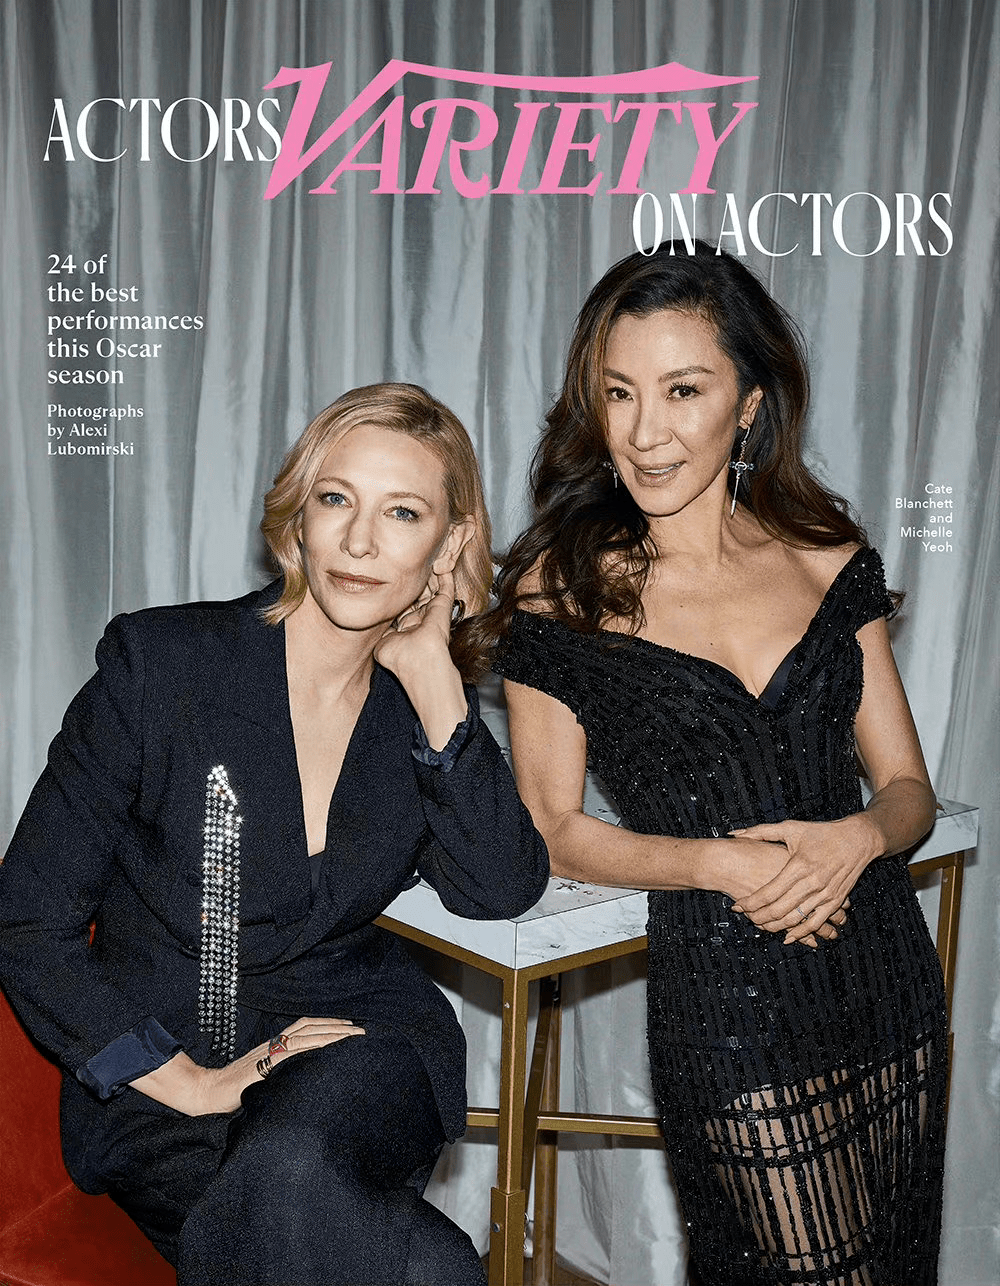 ACTORS VARIETY
ON ACTORS
24 of
the best
performances
this Oscar
season
Photographs
by Alexi
Lubomirski
Cate
Blanchett
and
Michelle
Yeoh